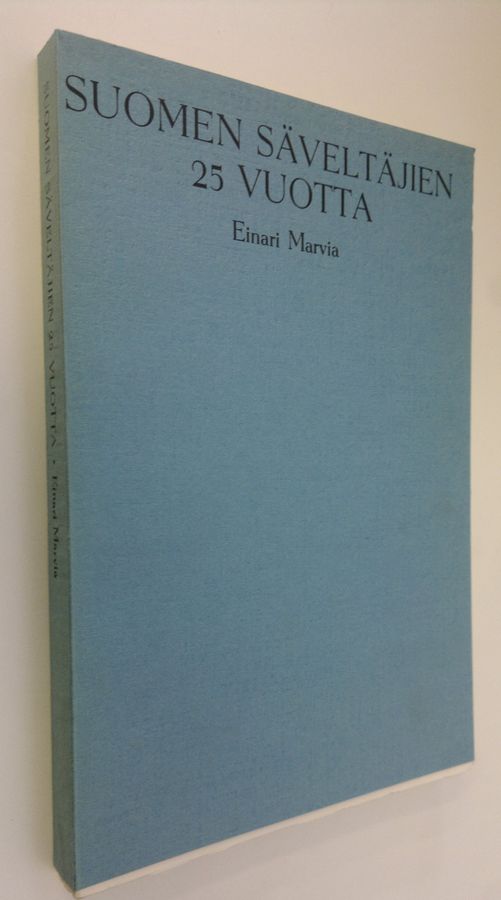 SUOMEN SÄVELTÄJIEN
25 VUOTTA
Einari Marvia
SUOMEN SÄVELTÄJIEN 25 VUOTTA • Einari Marvia